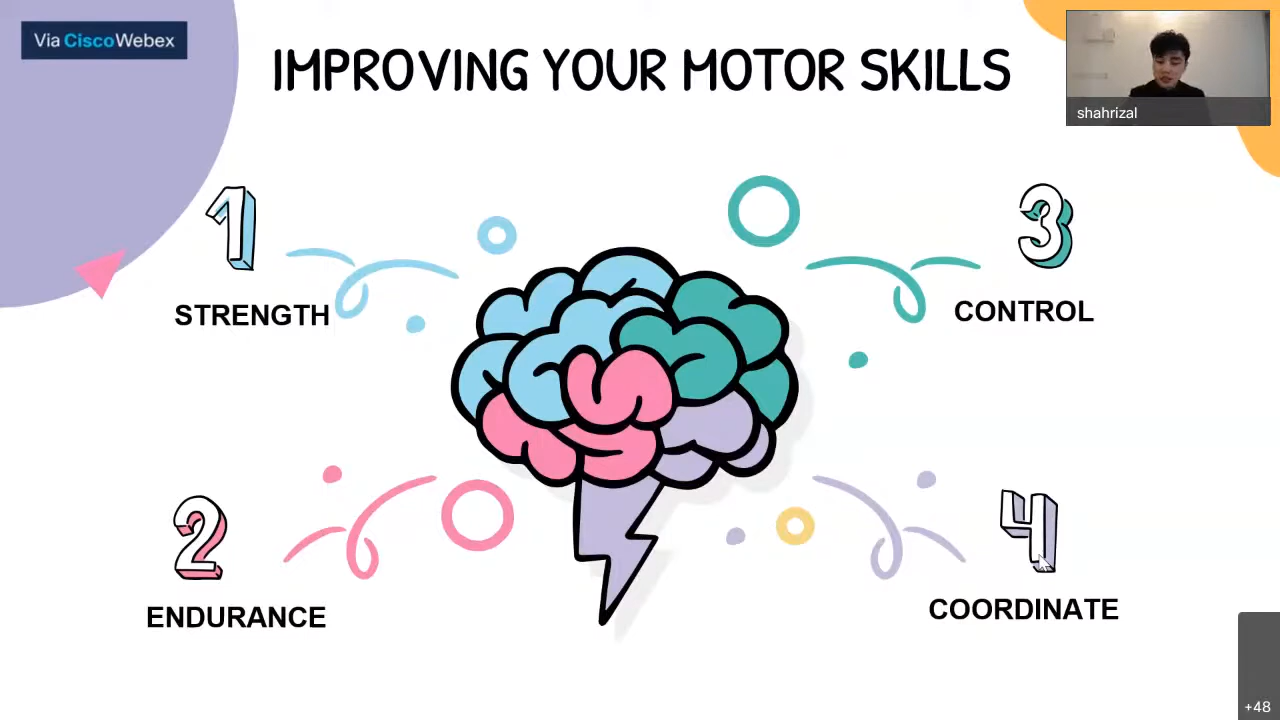 Via CiscoWebex
IMPROVING YOUR MOTOR SKILLS
shahrizal
1
STRENGTH
3
CONTROL
2
ENDURANCE
4
COORDINATE
+48